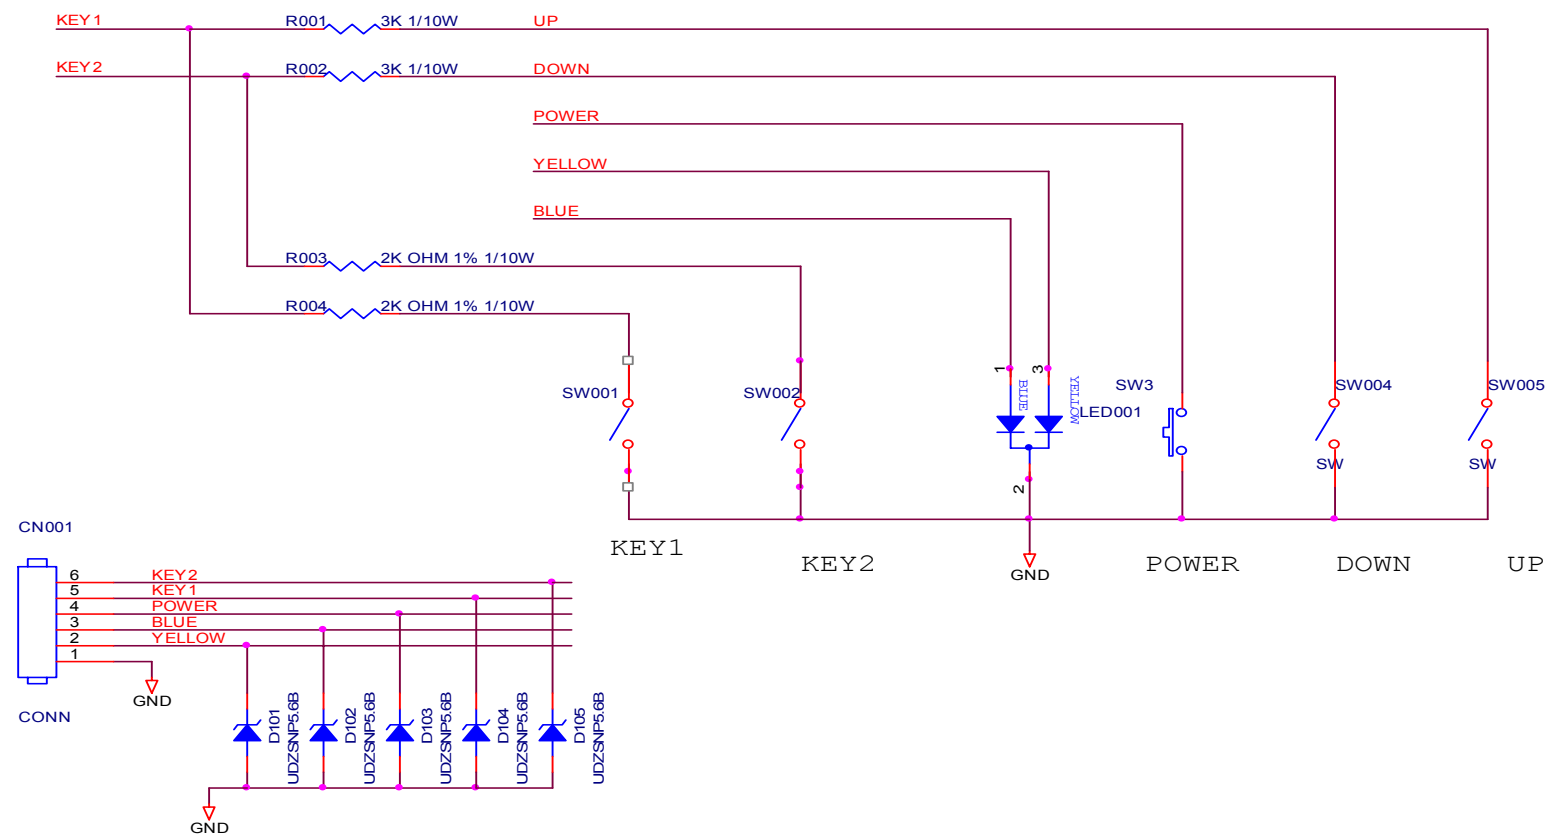 KEY1 R001 3K 1/10W UP
KEY2 R002 3K 1/10W DOWN
POWER
YELLOW
BLUE
R003 2K OHM 1% 1/10W
R004 2K OHM 1% 1/10W
1 3
BLUE YELLOW
SW001 SW002 SW3 SW004 SW005
LED001
SW SW
2
KEY1 KEY2 GND POWER DOWN UP
CN001
6 KEY2
5 KEY1
4 POWER
3 BLUE
2 YELLOW
1
GND
CONN
D101 UDZSNP5.6B
D102 UDZSNP5.6B
D103 UDZSNP5.6B
D104 UDZSNP5.6B
D105 UDZSNP5.6B
GND